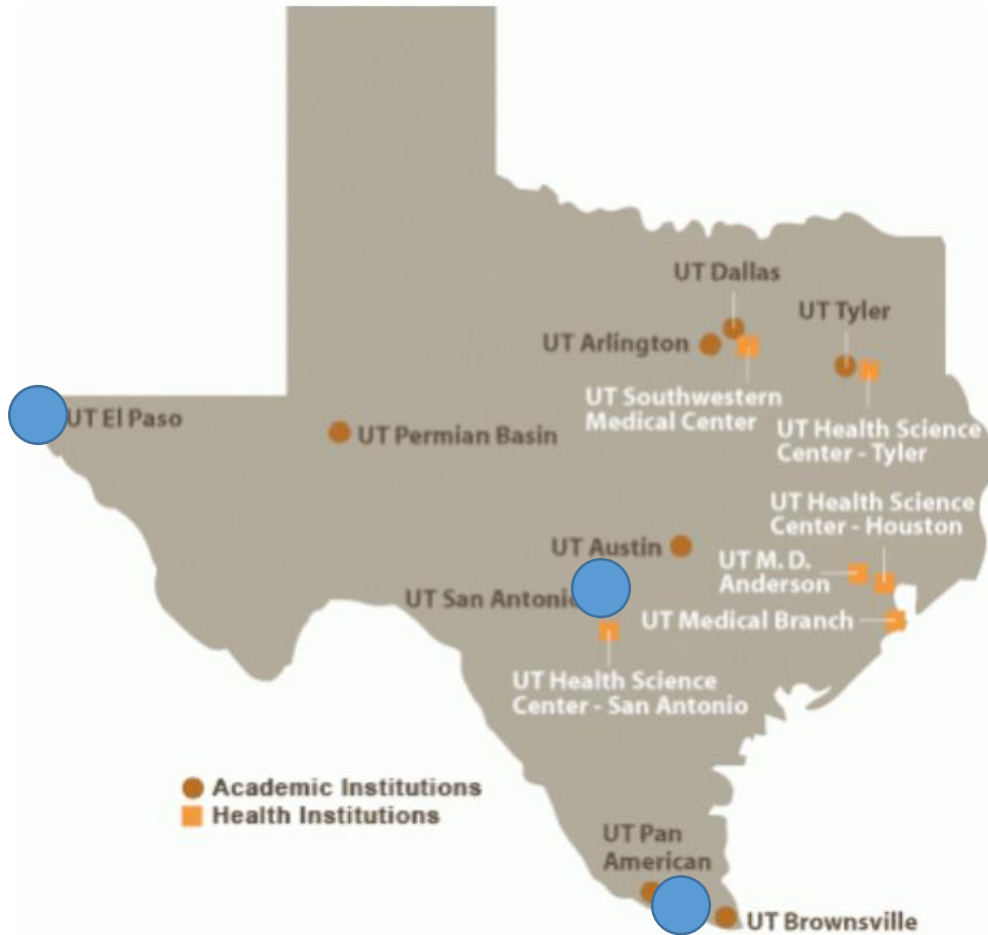 UT Dallas
UT Tyler
UT Arlington
UT Southwestern
Medical Center
UT Health Science
Center - Tyler
UT El Paso
UT Permian Basin
UT Health Science
Center - Houston
UT Austin
UT M. D.
Anderson
UT San Antonio
UT Medical Branch
UT Health Science
Center - San Antonio
Academic Institutions
Health Institutions
UT Pan
American
UT Brownsville